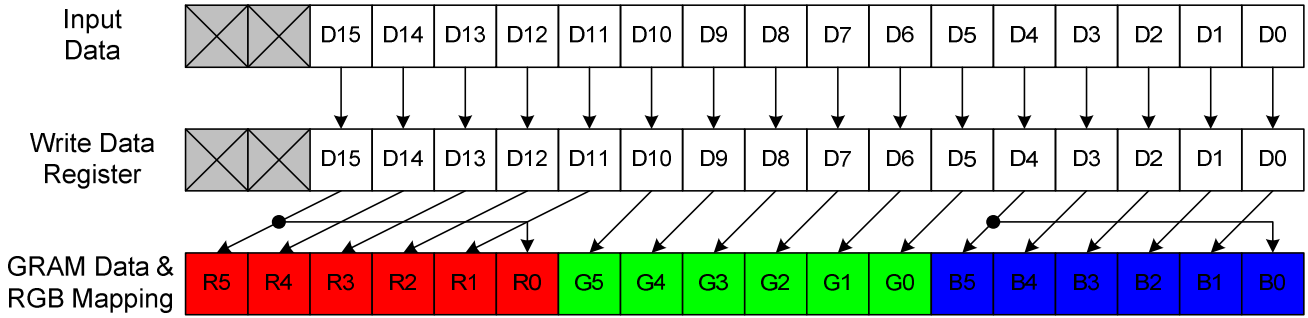 Input
Data
D15 D14 D13 D12 D11 D10 D9 D8 D7 D6 D5 D4 D3 D2 D1 D0
Write Data
Register
D15 D14 D13 D12 D11 D10 D9 D8 D7 D6 D5 D4 D3 D2 D1 D0
GRAM Data &
RGB Mapping
R5 R4 R3 R2 R1 R0 G5 G4 G3 G2 G1 G0 B5 B4 B3 B2 B1 B0